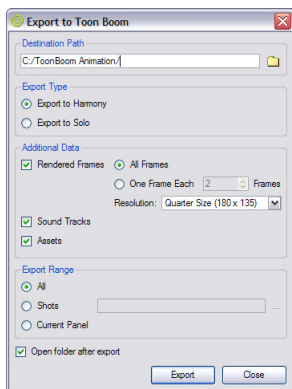 Export to Toon Boom
Destination Path
C:/ToonBoom Animation/
Export Type
Export to Harmony
Export to Solo
Additional Data
Rendered Frames All Frames
One Frame Each 2 Frames
Resolution: Quarter Size (180 x 135)
Sound Tracks
Assets
Export Range
All
Shots ...
Current Panel
Open folder after export
Export Close